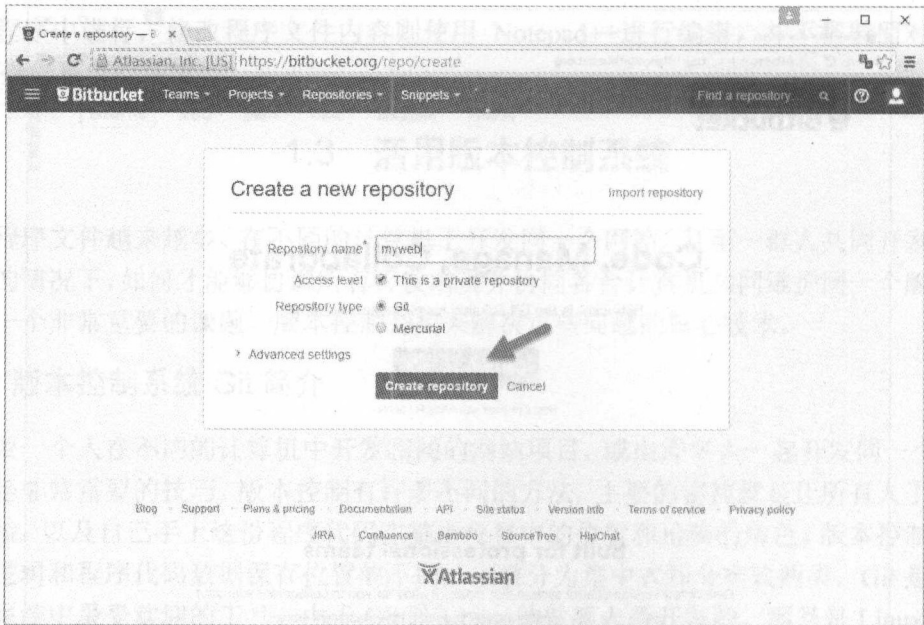 Create a repository — B
Atlassian, Inc. [US] https://bitbucket.org/repo/create
Bitbucket Teams Projects Repositories Snippets Find a repository...
Create a new repository Import repository
Repository name* myweb
Access level This is a private repository
Repository type Git
Mercurial
Advanced settings
Create repository Cancel
Blog · Support · Plans & pricing · Documentation · API · Site status · Version info · Terms of service · Privacy policy
JIRA · Confluence · Bamboo · SourceTree · HipChat
Atlassian